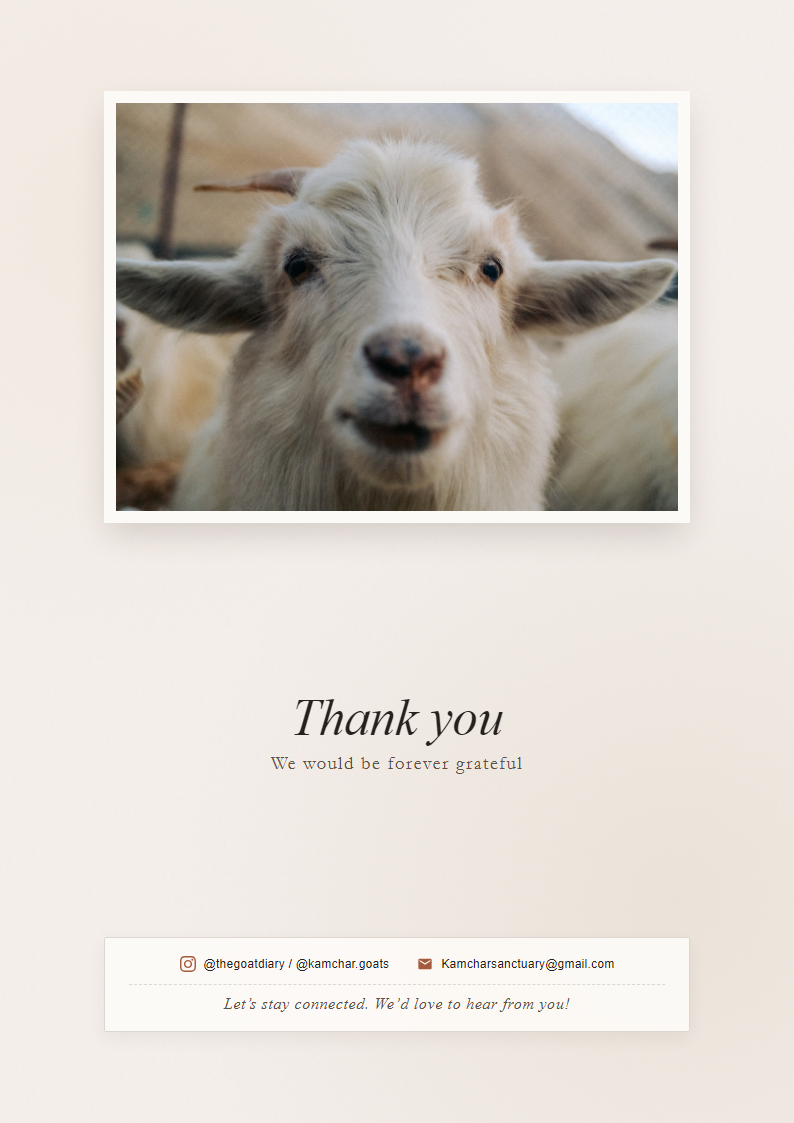 Thank you
We would be forever grateful
@thegoatdiary / @kamchar.goats Kamcharsanctuary@gmail.com
Let's stay connected. We'd love to hear from you!